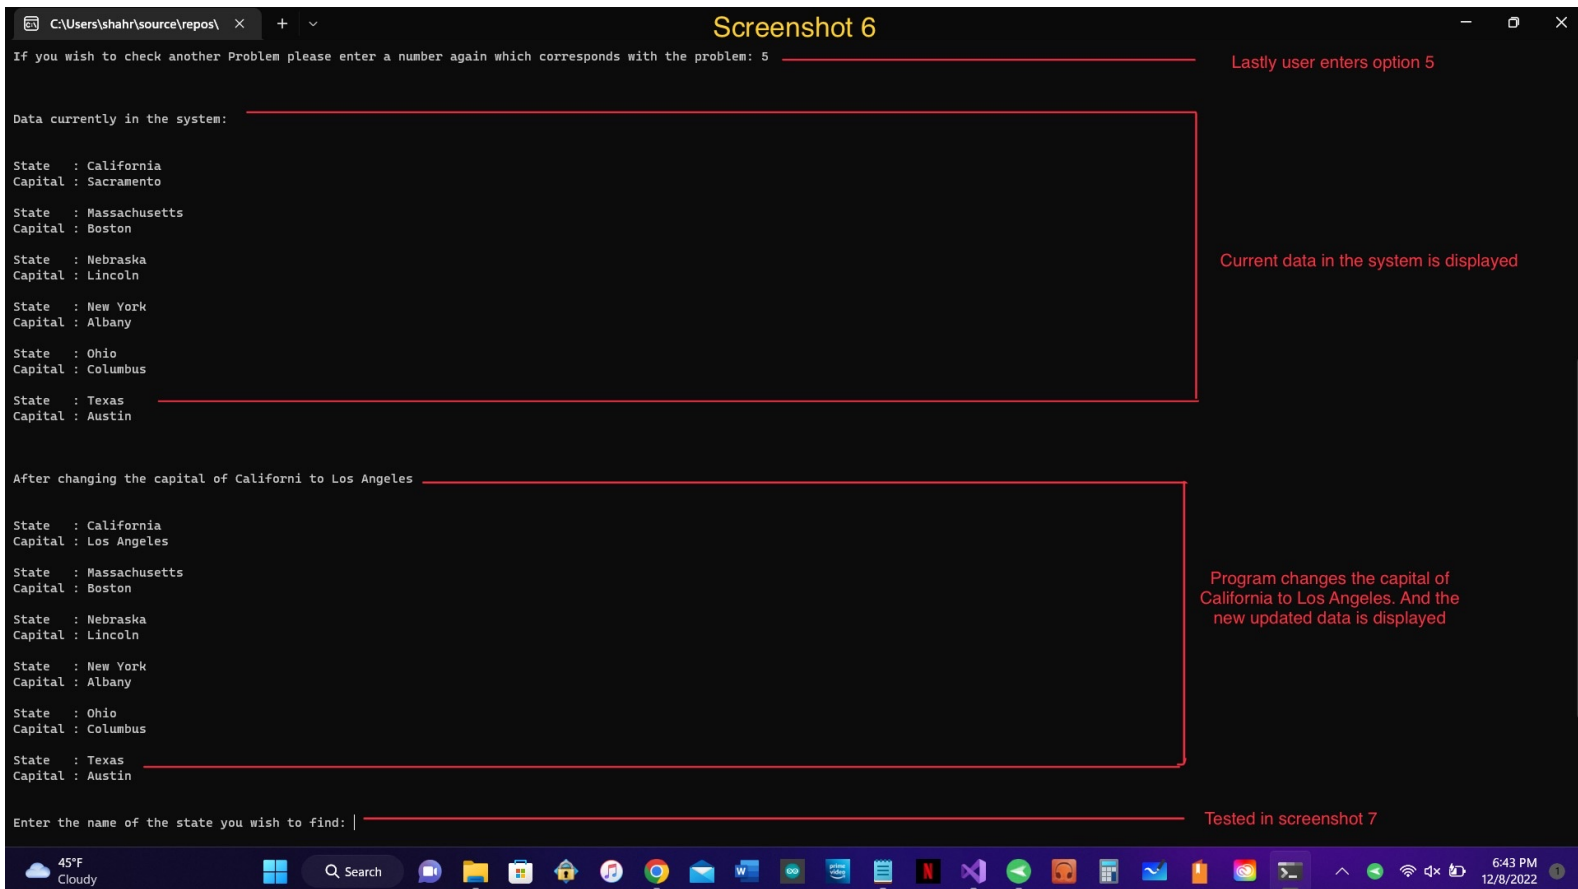 C:\Users\shahr\source\repos\
Screenshot 6
If you wish to check another Problem please enter a number again which corresponds with the problem: 5
Lastly user enters option 5
Data currently in the system:
State : California
Capital : Sacramento
State : Massachusetts
Capital : Boston
State : Nebraska
Capital : Lincoln
Current data in the system is displayed
State : New York
Capital : Albany
State : Ohio
Capital : Columbus
State : Texas
Capital : Austin
After changing the capital of Californi to Los Angeles
State : California
Capital : Los Angeles
State : Massachusetts
Capital : Boston
Program changes the capital of
California to Los Angeles. And the
new updated data is displayed
State : Nebraska
Capital : Lincoln
State : New York
Capital : Albany
State : Ohio
Capital : Columbus
State : Texas
Capital : Austin
Enter the name of the state you wish to find:
Tested in screenshot 7
45°F
Cloudy
Search
prime
video
6:43 PM
12/8/2022
1